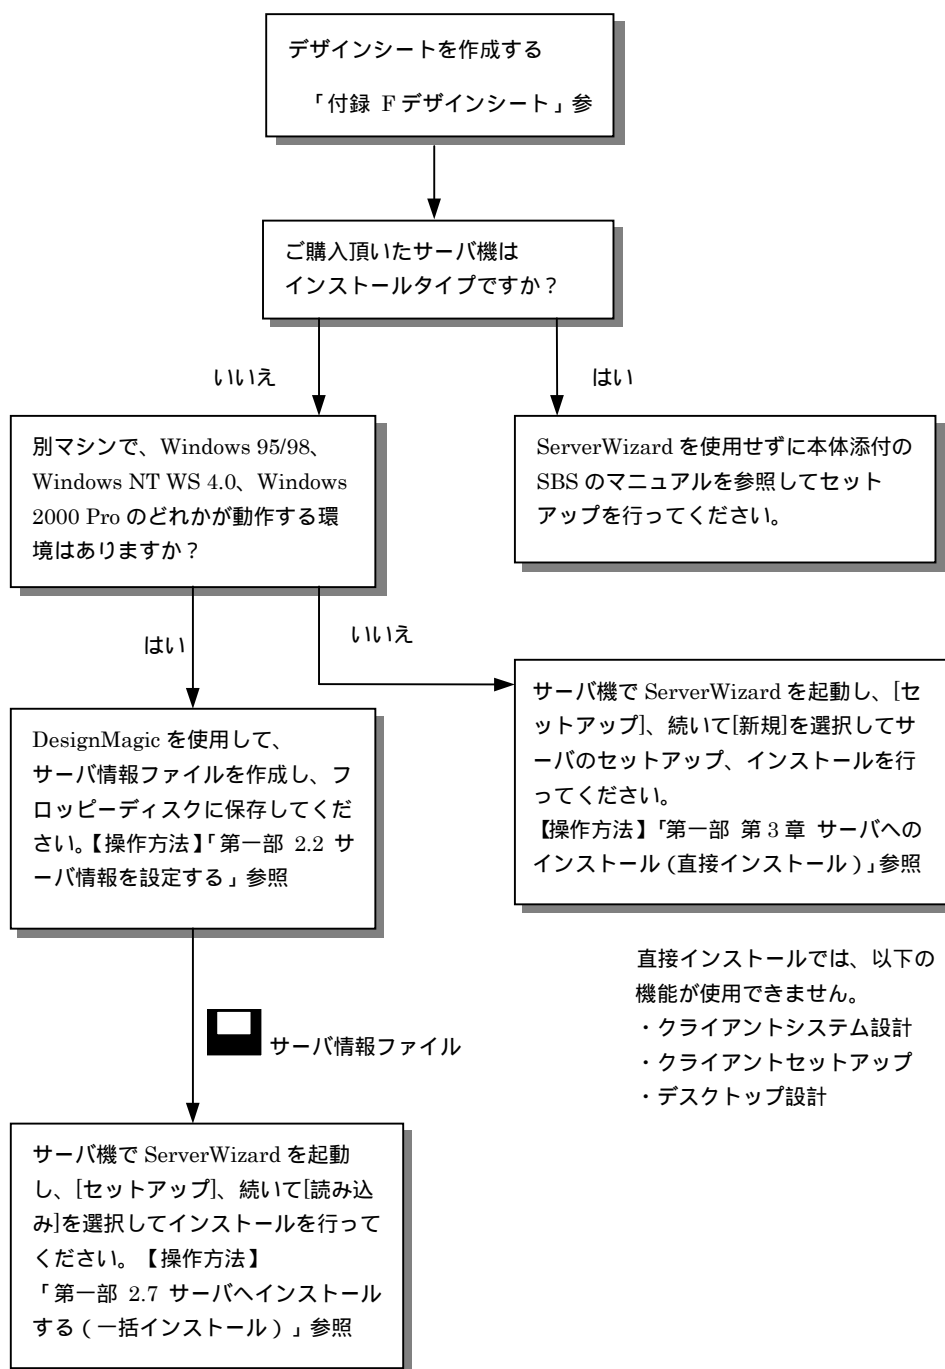 デザインシートを作成する
「付録 F デザインシート」参
ご購入頂いたサーバ機は
インストールタイプですか？
いいえ
はい
別マシンで、Windows 95/98、
Windows NT WS 4.0、Windows
2000 Pro のどれかが動作する環
境はありますか？
ServerWizard を使用せずに本体添付の
SBS のマニュアルを参照してセット
アップを行ってください。
はい
いいえ
サーバ機で ServerWizard を起動し、[セ
ットアップ]、続いて[新規]を選択してサ
ーバのセットアップ、インストールを行
ってください。
【操作方法】「第一部 第 3 章 サーバへの
インストール（直接インストール）」参照
DesignMagic を使用して、
サーバ情報ファイルを作成し、フ
ロッピーディスクに保存してくだ
さい。【操作方法】「第一部 2.2 サ
ーバ情報を設定する」参照
直接インストールでは、以下の
機能が使用できません。
・クライアントシステム設計
・クライアントセットアップ
・デスクトップ設計
サーバ情報ファイル
サーバ機で ServerWizard を起動
し、[セットアップ]、続いて[読み込
み]を選択してインストールを行って
ください。【操作方法】
「第一部 2.7 サーバへインストール
する（一括インストール）」参照